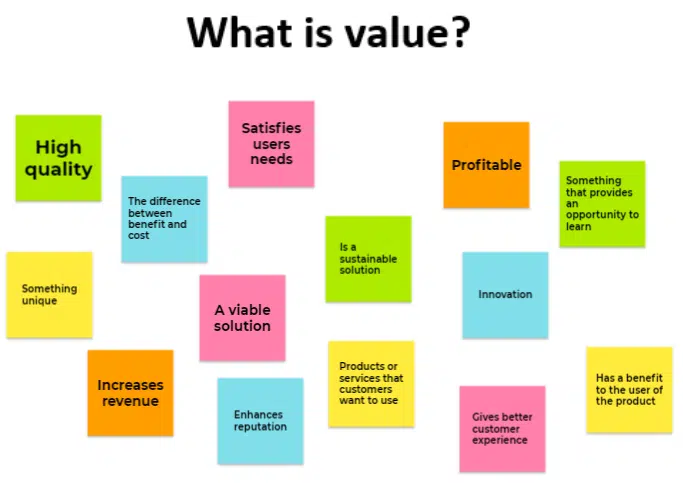 What is value?
High
quality
The difference
between
benefit and
cost
Satisfies
users
needs
Profitable
Something
that provides
an
opportunity to
learn
Something
unique
A viable
solution
Is a
sustainable
solution
Innovation
Increases
revenue
Enhances
reputation
Products or
services that
customers
want to use
Gives better
customer
experience
Has a benefit
to the user of
the product